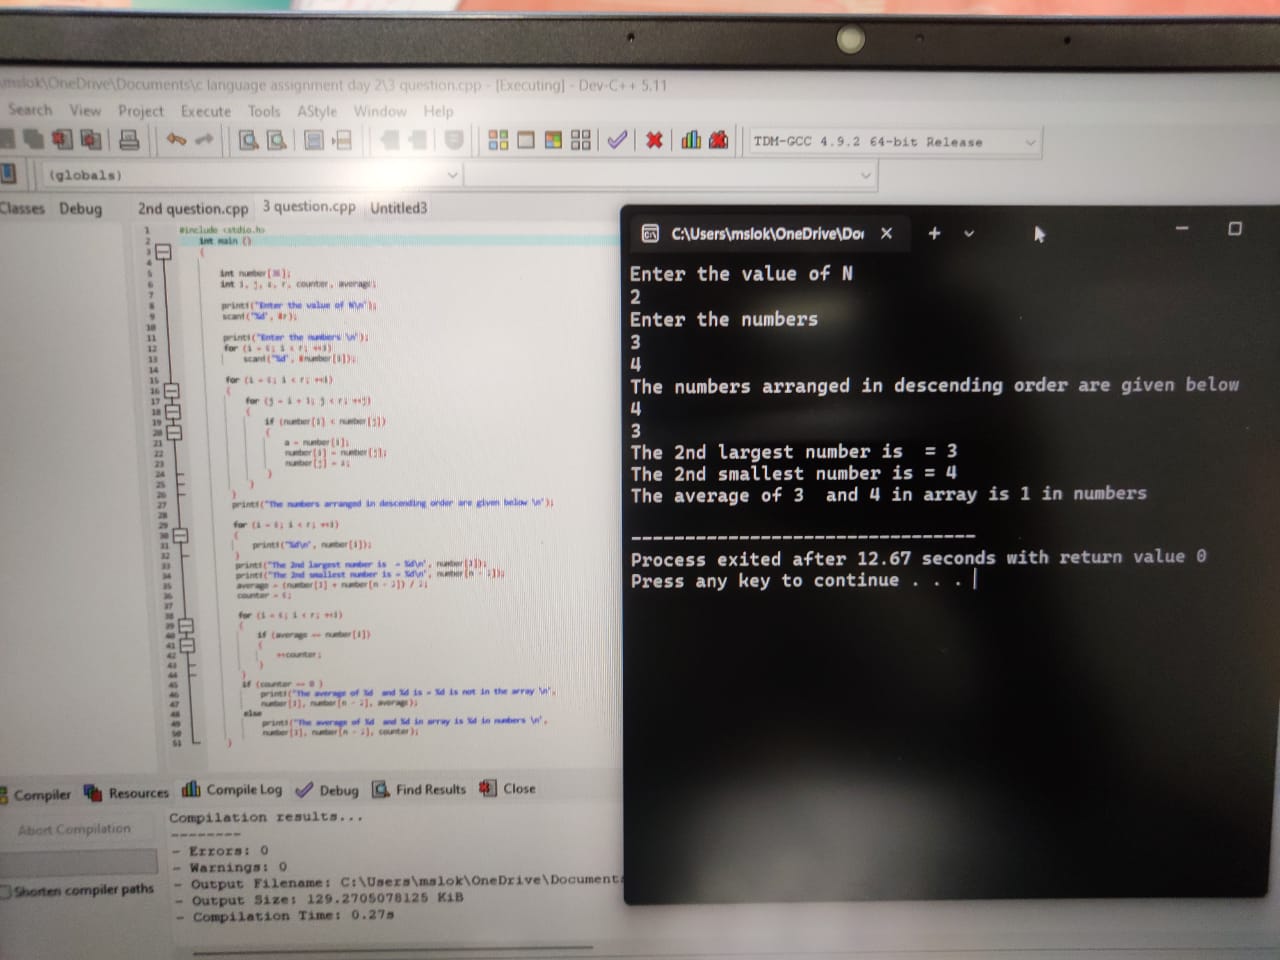 mslok\OneDrive\Documents\c language assignment day 2\3 question.cpp - [Executing] - Dev-C++ 5.11
Search View Project Execute Tools AStyle Window Help
TDM-GCC 4.9.2 64-bit Release
(globals)
Classes Debug 2nd question.cpp 3 question.cpp Untitled3
#include <stdio.h>
int main ()
{
int number[];
int i, j, a, r, counter, average;
printf("Enter the value of N\n");
scanf("%d", &r);
printf("Enter the numbers \n");
for (i = 0; i < r; ++i)
scanf("%d", &number[i]);
for (i = 0; i < r; ++i)
{
for (j = i + 1; j < r; ++j)
{
if (number[i] < number[j])
{
a = number[i];
number[i] = number[j];
number[j] = a;
}
}
}
printf("The numbers arranged in descending order are given below \n");
for (i = 0; i < r; ++i)
{
printf("%d\n", number[i]);
}
printf("The 2nd largest number is  = %d\n", number[1]);
printf("The 2nd smallest number is = %d\n", number[n - 2]);
average = (number[1] + number[n - 2]) / 2;
counter = 0;
for (i = 0; i < r; ++i)
{
if (average == number[i])
{
++counter;
}
}
if (counter == 0 )
printf("The average of %d  and %d is = %d is not in the array \n",
number[1], number[n - 2], average);
else
printf("The average of %d  and %d in array is %d in numbers \n",
number[1], number[n - 2], counter);
}
C:\Users\mslok\OneDrive\Do
Enter the value of N
2
Enter the numbers
3
4
The numbers arranged in descending order are given below
4
3
The 2nd largest number is  = 3
The 2nd smallest number is = 4
The average of 3  and 4 in array is 1 in numbers
--------------------------------
Process exited after 12.67 seconds with return value 0
Press any key to continue . . .
Compiler Resources Compile Log Debug Find Results Close
Abort Compilation
Shorten compiler paths
Compilation results...
--------
- Errors: 0
- Warnings: 0
- Output Filename: C:\Users\mslok\OneDrive\Document
- Output Size: 129.2705078125 KiB
- Compilation Time: 0.27s